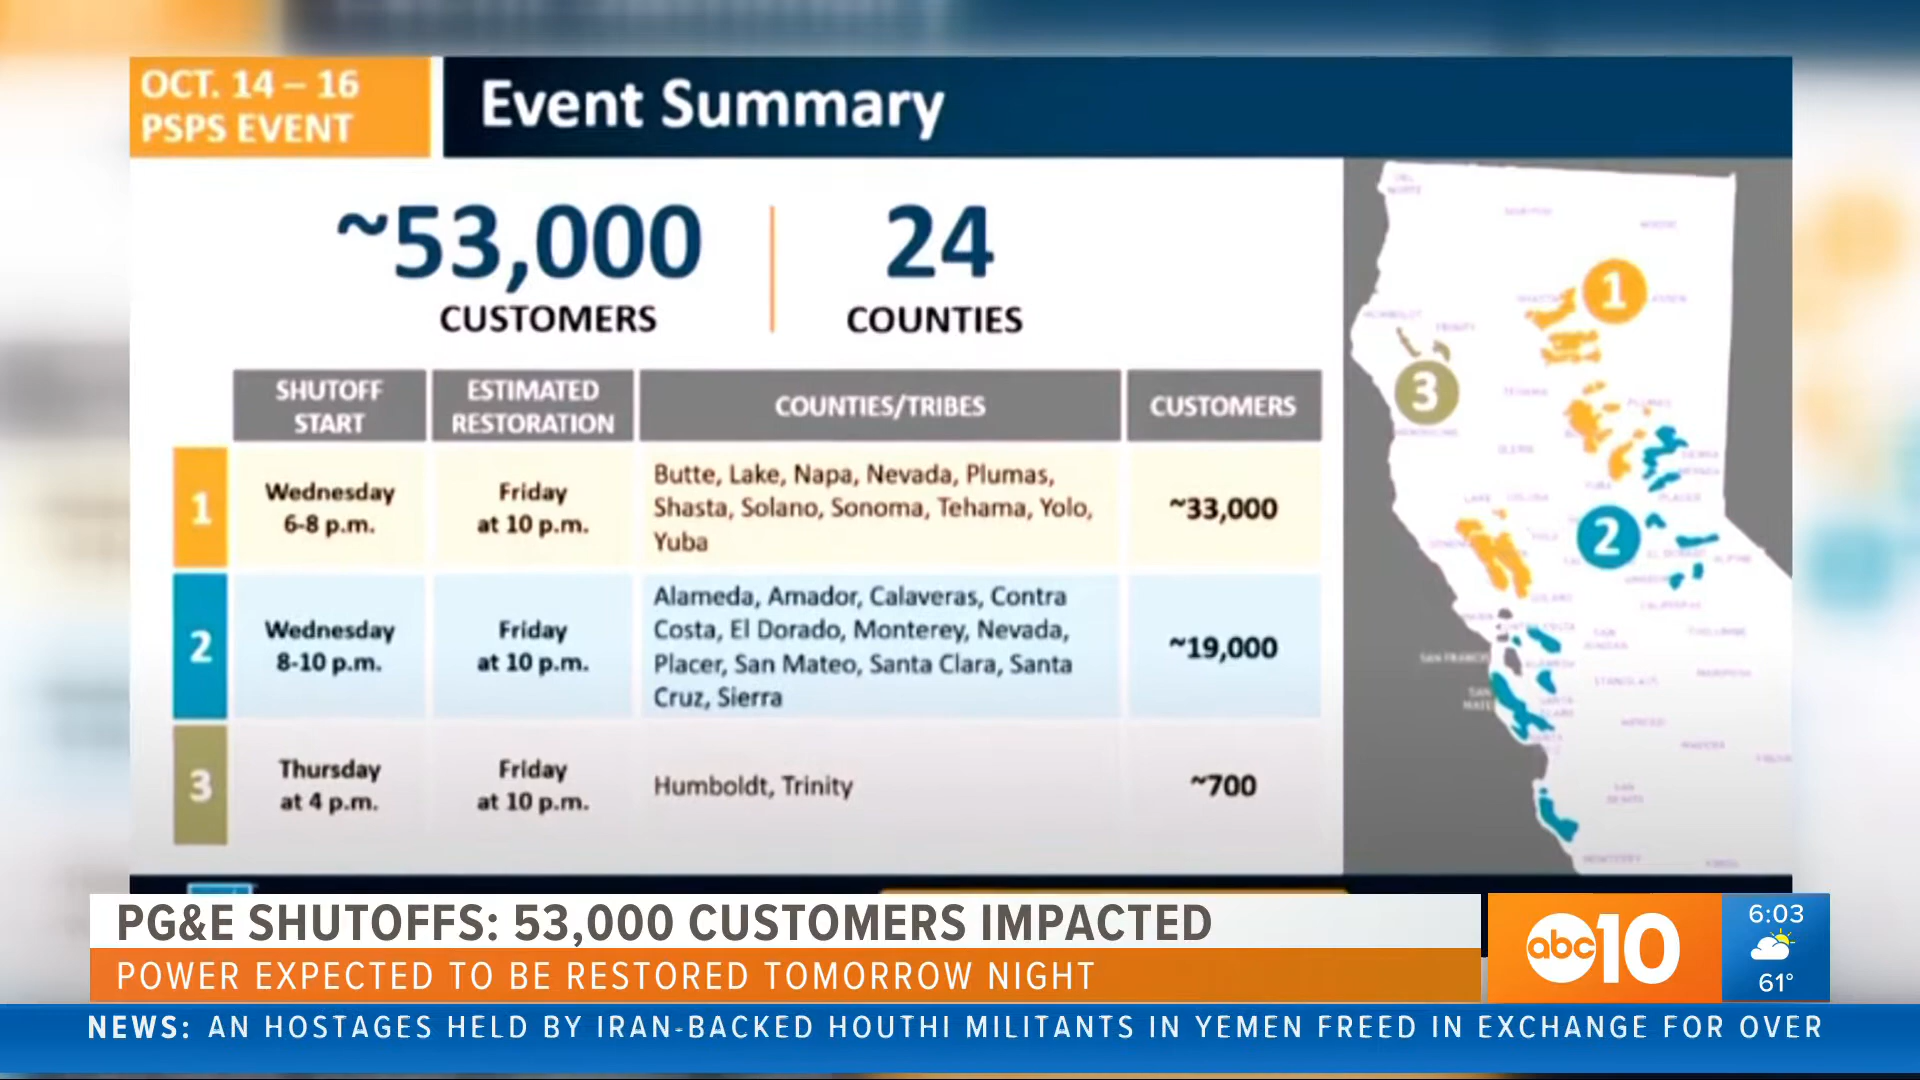 OCT. 14 – 16
PSPS EVENT
Event Summary
~53,000
CUSTOMERS
24
COUNTIES
SHUTOFF
START
ESTIMATED
RESTORATION
COUNTIES/TRIBES
CUSTOMERS
1
Wednesday
6-8 p.m.
Friday
at 10 p.m.
Butte, Lake, Napa, Nevada, Plumas,
Shasta, Solano, Sonoma, Tehama, Yolo,
Yuba
~33,000
2
Wednesday
8-10 p.m.
Friday
at 10 p.m.
Alameda, Amador, Calaveras, Contra
Costa, El Dorado, Monterey, Nevada,
Placer, San Mateo, Santa Clara, Santa
Cruz, Sierra
~19,000
3
Thursday
at 4 p.m.
Friday
at 10 p.m.
Humboldt, Trinity
~700
1
3
2
PG&E SHUTOFFS: 53,000 CUSTOMERS IMPACTED
POWER EXPECTED TO BE RESTORED TOMORROW NIGHT
abc10
6:03
61°
NEWS: AN HOSTAGES HELD BY IRAN-BACKED HOUTHI MILITANTS IN YEMEN FREED IN EXCHANGE FOR OVER